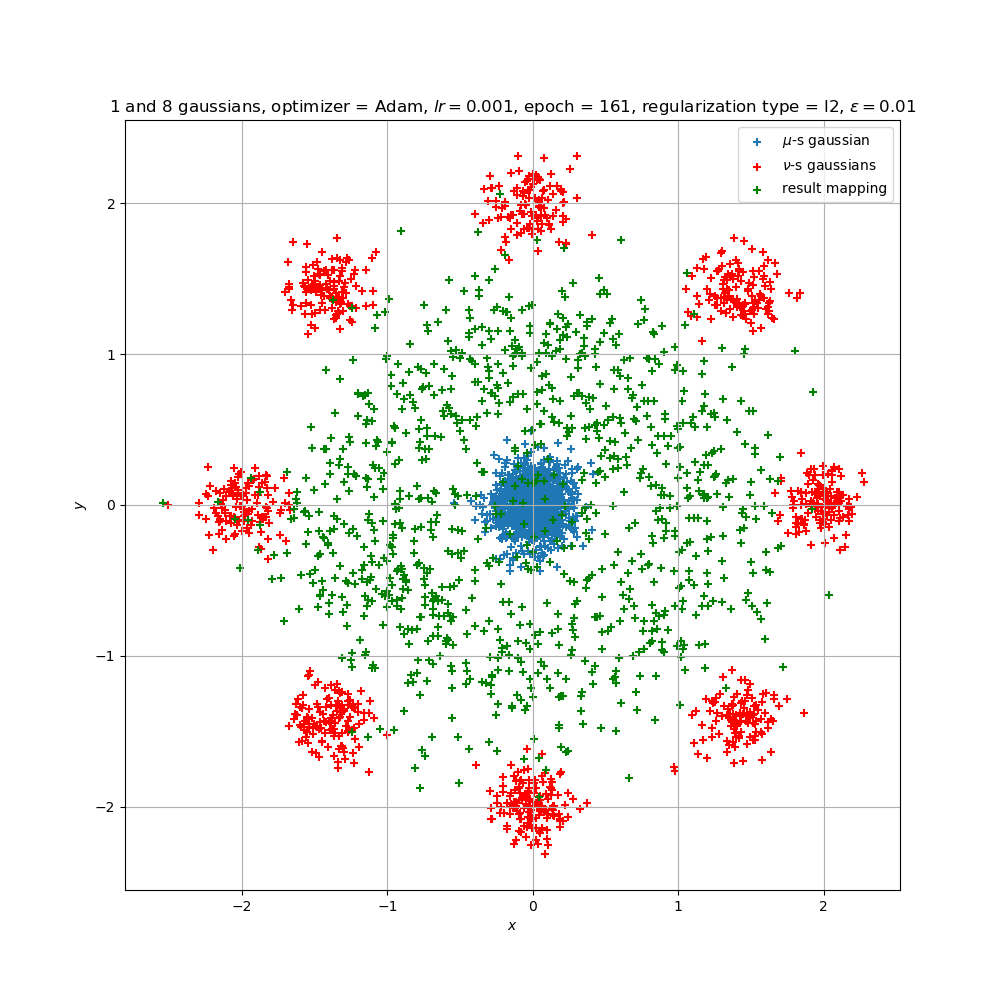 1 and 8 gaussians, optimizer = Adam, lr = 0.001, epoch = 161, regularization type = l2, ε = 0.01
μ-s gaussian
ν-s gaussians
result mapping
2
1
0
−1
−2
y
−2 −1 0 1 2
x